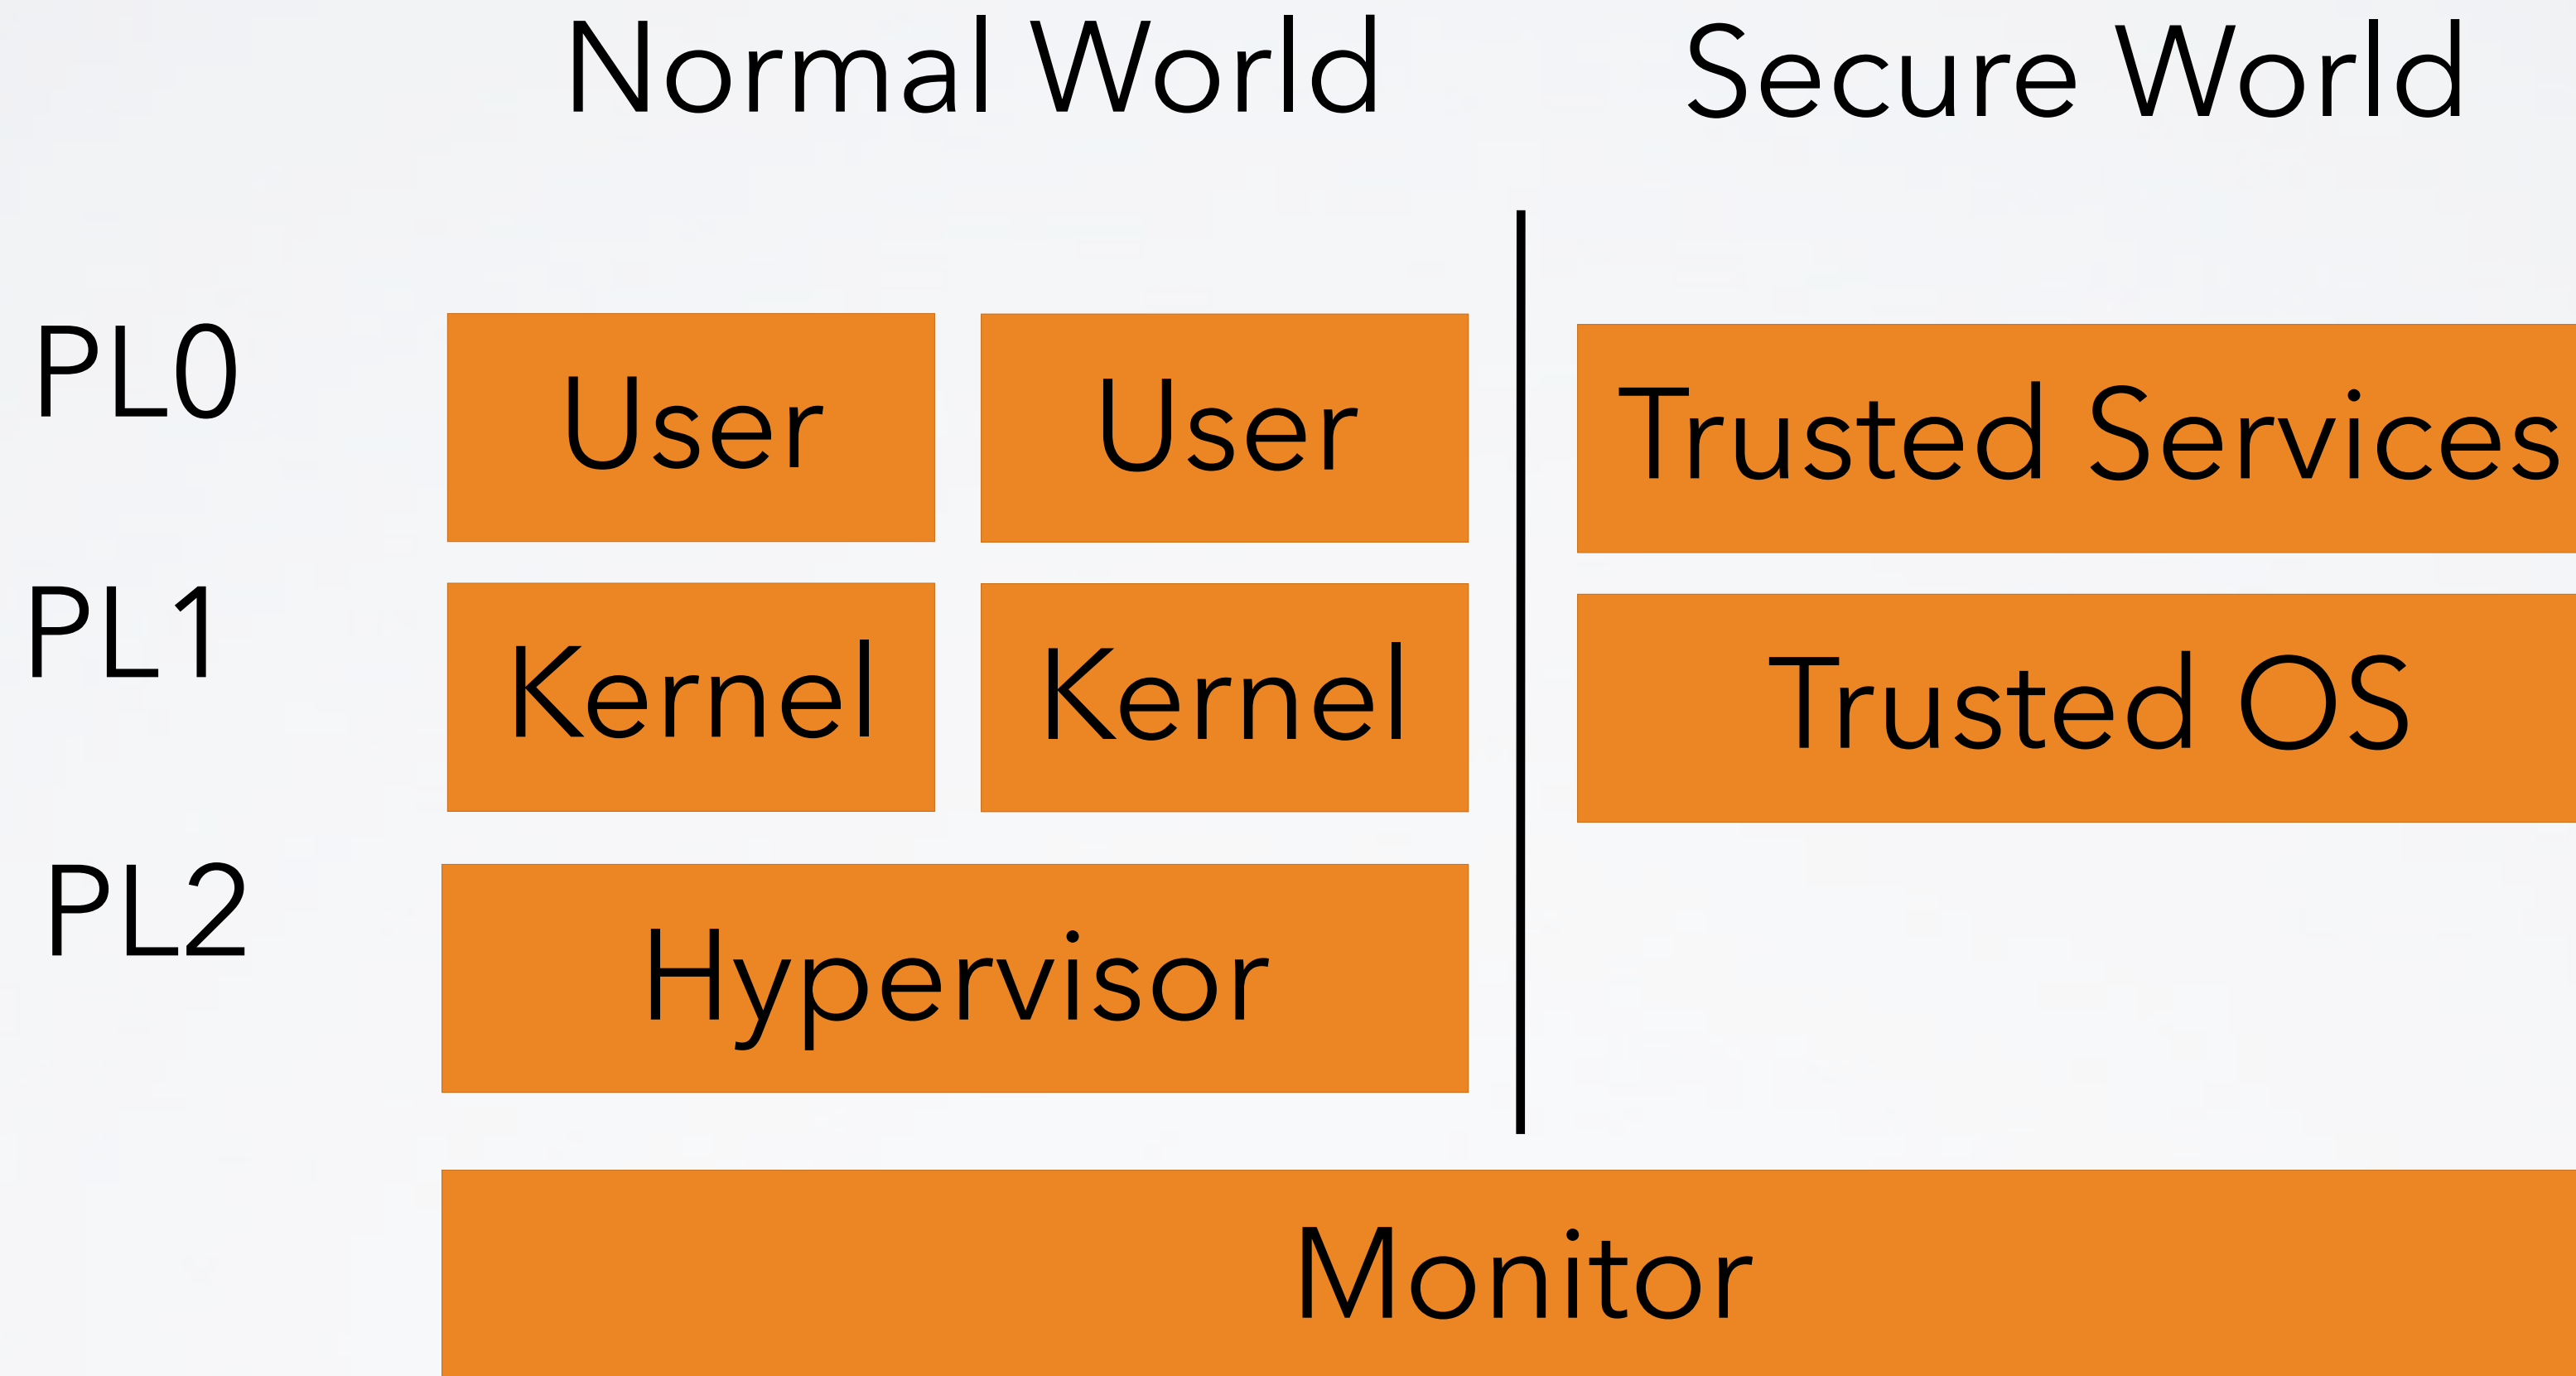 Normal World Secure World
PL0 User User Trusted Services
PL1 Kernel Kernel Trusted OS
PL2 Hypervisor
Monitor